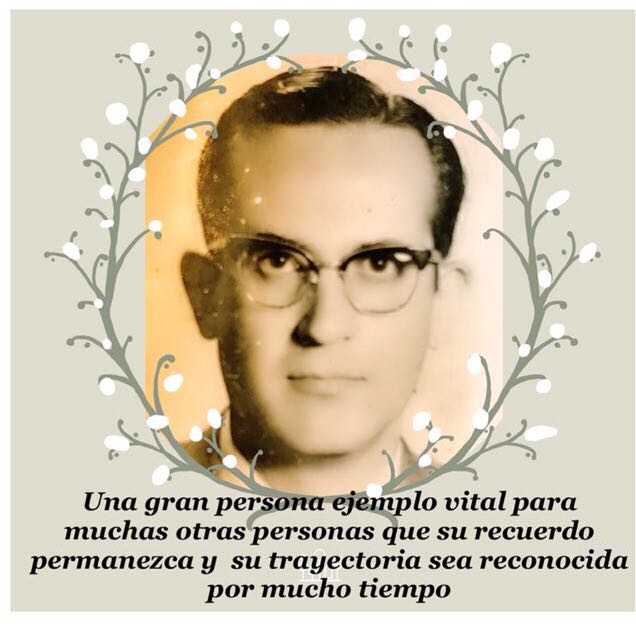 Una gran persona ejemplo vital para
muchas otras personas que su recuerdo
permanezca y su trayectoria sea reconocida
por mucho tiempo